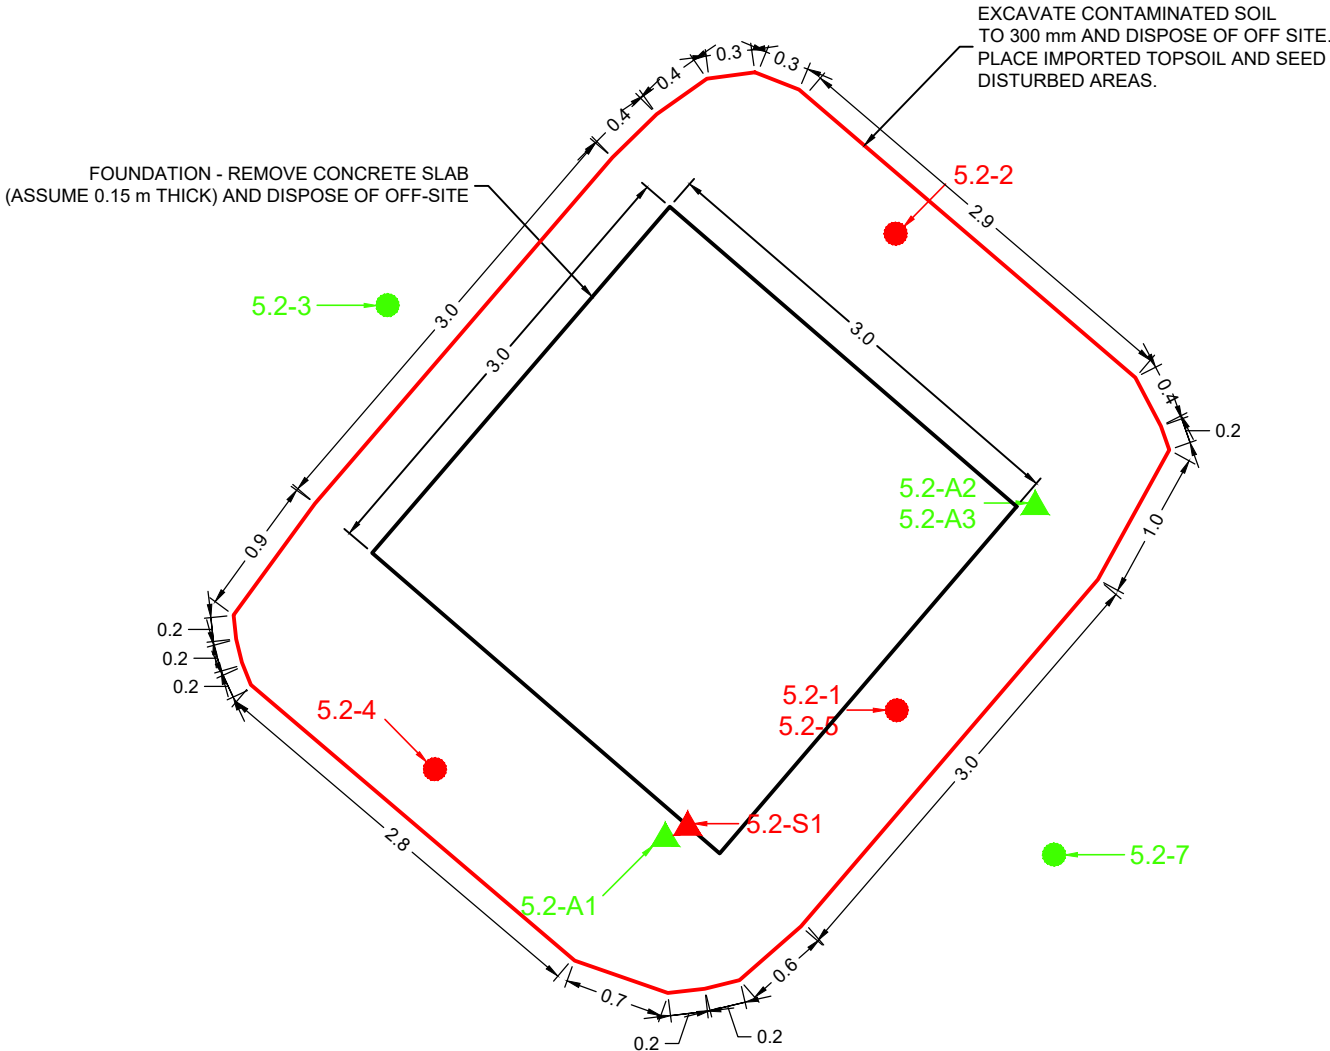 EXCAVATE CONTAMINATED SOIL
TO 300 mm AND DISPOSE OF OFF SITE.
PLACE IMPORTED TOPSOIL AND SEED
DISTURBED AREAS.
0.3
0.3
0.4
0.4
FOUNDATION - REMOVE CONCRETE SLAB
(ASSUME 0.15 m THICK) AND DISPOSE OF OFF-SITE
5.2-2
2.9
5.2-3
3.0
3.0
3.0
0.4
0.2
5.2-A2
5.2-A3
1.0
0.9
0.2
0.2
0.2
5.2-4
5.2-1
5.2-5
3.0
2.8
5.2-S1
5.2-7
5.2-A1
0.6
0.7
0.2
0.2